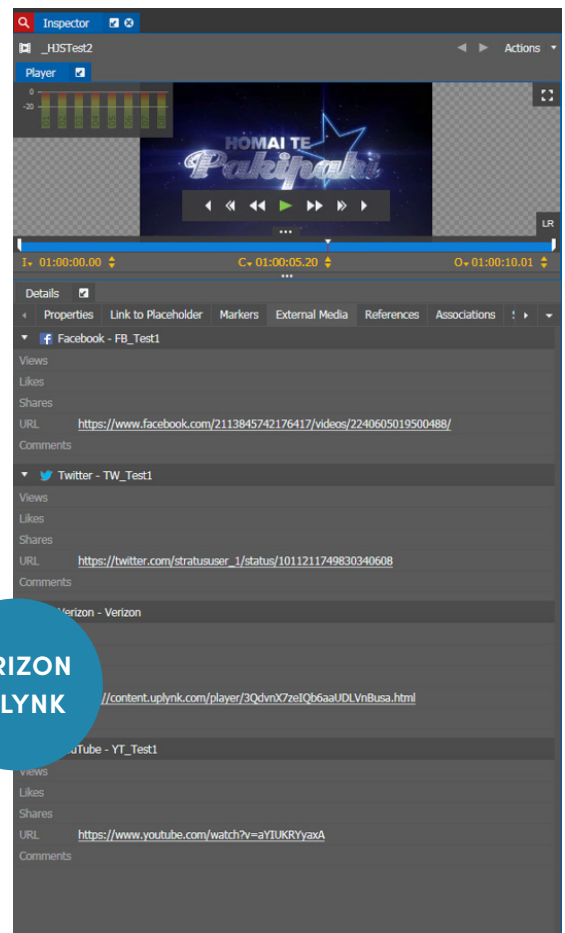 Inspector
_HJSTest2 Actions
Player
0
-20
HOMAI TE
Pakipaki
LR
I 01:00:00.00 C 01:00:05.20 O 01:00:10.01
Details
Properties Link to Placeholder Markers External Media References Associations
Facebook - FB_Test1
Views
Likes
Shares
URL https://www.facebook.com/2113845742176417/videos/2240605019500488/
Comments
Twitter - TW_Test1
Views
Likes
Shares
URL https://twitter.com/stratususer_1/status/1011211749830340608
Comments
Verizon - Verizon
RIZON
LYNK
//content.uplynk.com/player/3QdvnX7zeIQb6aaUDLVnBusa.html
uTube - YT_Test1
Views
Likes
Shares
URL https://www.youtube.com/watch?v=aYIUKRYyaxA
Comments